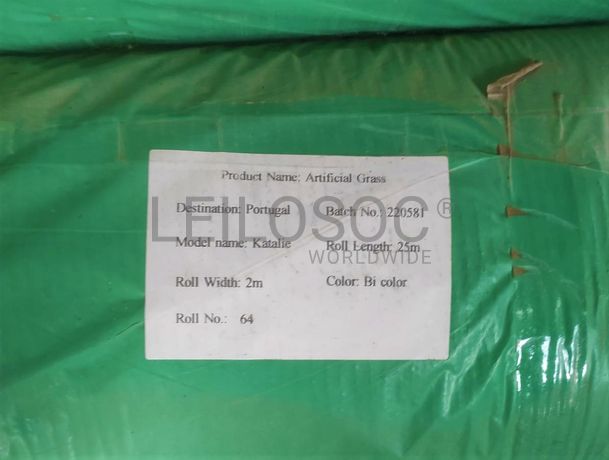 Product Name: Artificial Grass
Destination: Portugal Batch No.: 220581
LEILOSOC®
Model name: Katalie Roll Length: 25m
WORLDWIDE
Roll Width: 2m Color: Bi color
Roll No.: 64